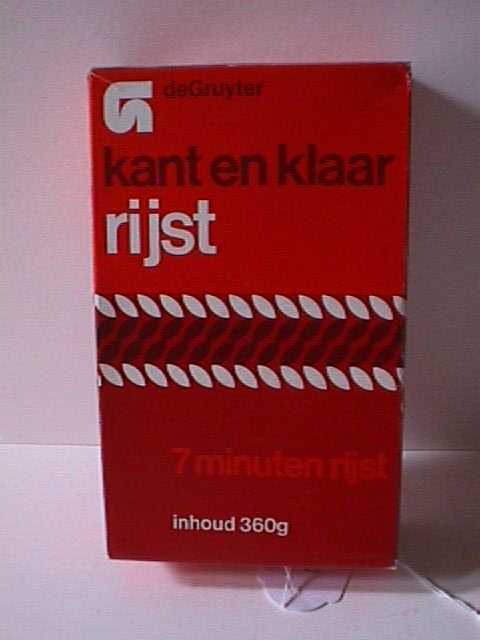 deGruyter
kant en klaar
rijst
7 minuten rijst
inhoud 360g